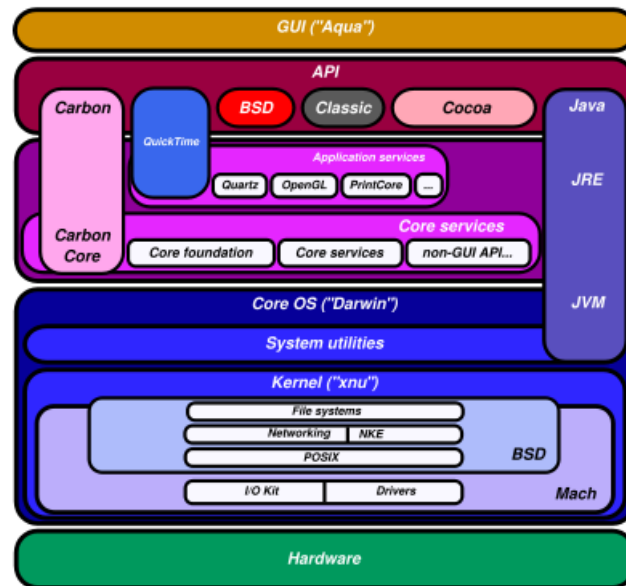 GUI ("Aqua")
API
Carbon
QuickTime
BSD
Classic
Cocoa
Java
Application services
Quartz
OpenGL
PrintCore
....
JRE
Carbon
Core
Core services
Core foundation
Core services
non-GUI API...
Core OS ("Darwin")
JVM
System utilities
Kernel ("xnu")
File systems
Networking
NKE
POSIX
BSD
I/O Kit
Drivers
Mach
Hardware